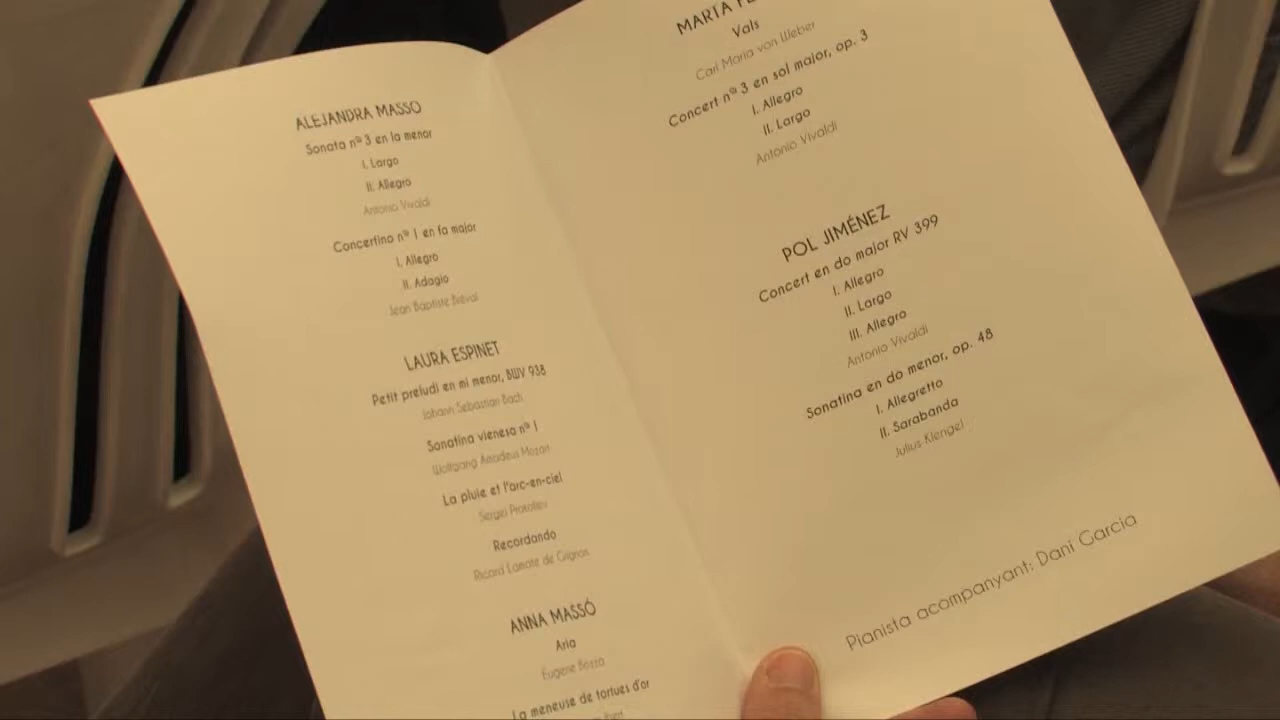 ALEJANDRA MASSO
Sonata nº 3 en la menor
I. Largo
II. Allegro
Antonio Vivaldi
Concertino nº 1 en fa major
I. Allegro
II. Adagio
Jean Baptiste Bréval
LAURA ESPINET
Petit preludi en mi menor, BWV 938
Johann Sebastian Bach
Sonatina vienesa nº 1
Wolfgang Amadeus Mozart
La pluie et l'arc-en-ciel
Sergei Prokofiev
Recordando
Ricard Lamote de Grignon
ANNA MASSÓ
Aria
Eugene Bozza
La meneuse de tortues d'or
MARTA
Vals
Carl Maria von Weber
Concert nº 3 en sol major, op. 3
I. Allegro
II. Largo
Antonio Vivaldi
POL JIMÉNEZ
Concert en do major RV 399
I. Allegro
II. Largo
III. Allegro
Antonio Vivaldi
Sonatina en do menor, op. 48
I. Allegretto
II. Sarabanda
Julius Klengel
Pianista acompanyant: Dani García